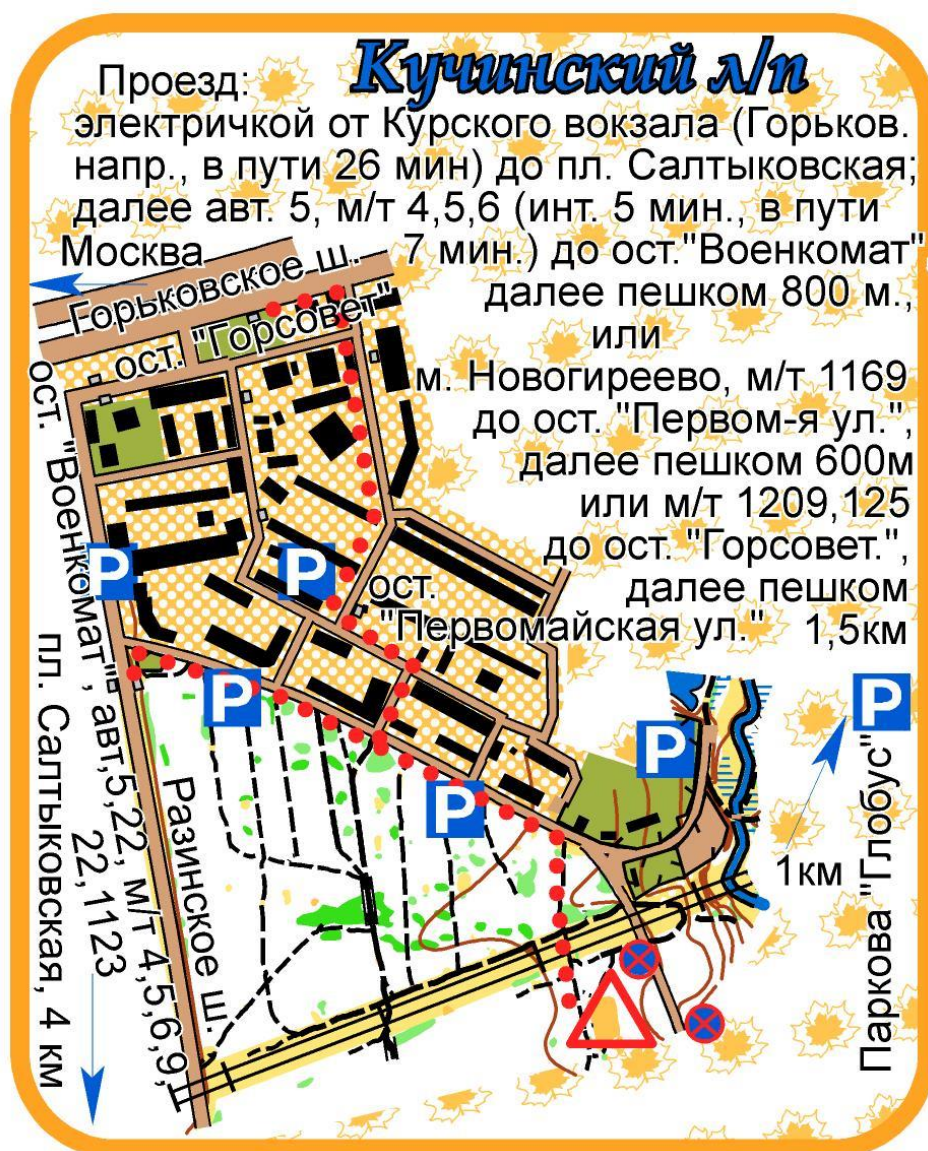 Кучинский л/п
Проезд:
электричкой от Курского вокзала (Горьков.
напр., в пути 26 мин) до пл. Салтыковская;
далее авт. 5, м/т 4,5,6 (инт. 5 мин., в пути
7 мин.) до ост."Военкомат"
далее пешком 800 м.,
или
м. Новогиреево, м/т 1169
до ост. "Первом-я ул.",
далее пешком 600м
или м/т 1209,125
до ост. "Горсовет.",
далее пешком
1,5км
Москва
Горьковское ш.
ост. "Горсовет"
ост. "Военкомат", авт,5,22, м/т 4,5,6,9,
22,1123
P
P
ост.
"Первомайская ул."
P
P
P
P
Разинское ш.
пл. Салтыковская, 4 км
1км
Паркова "Глобус"